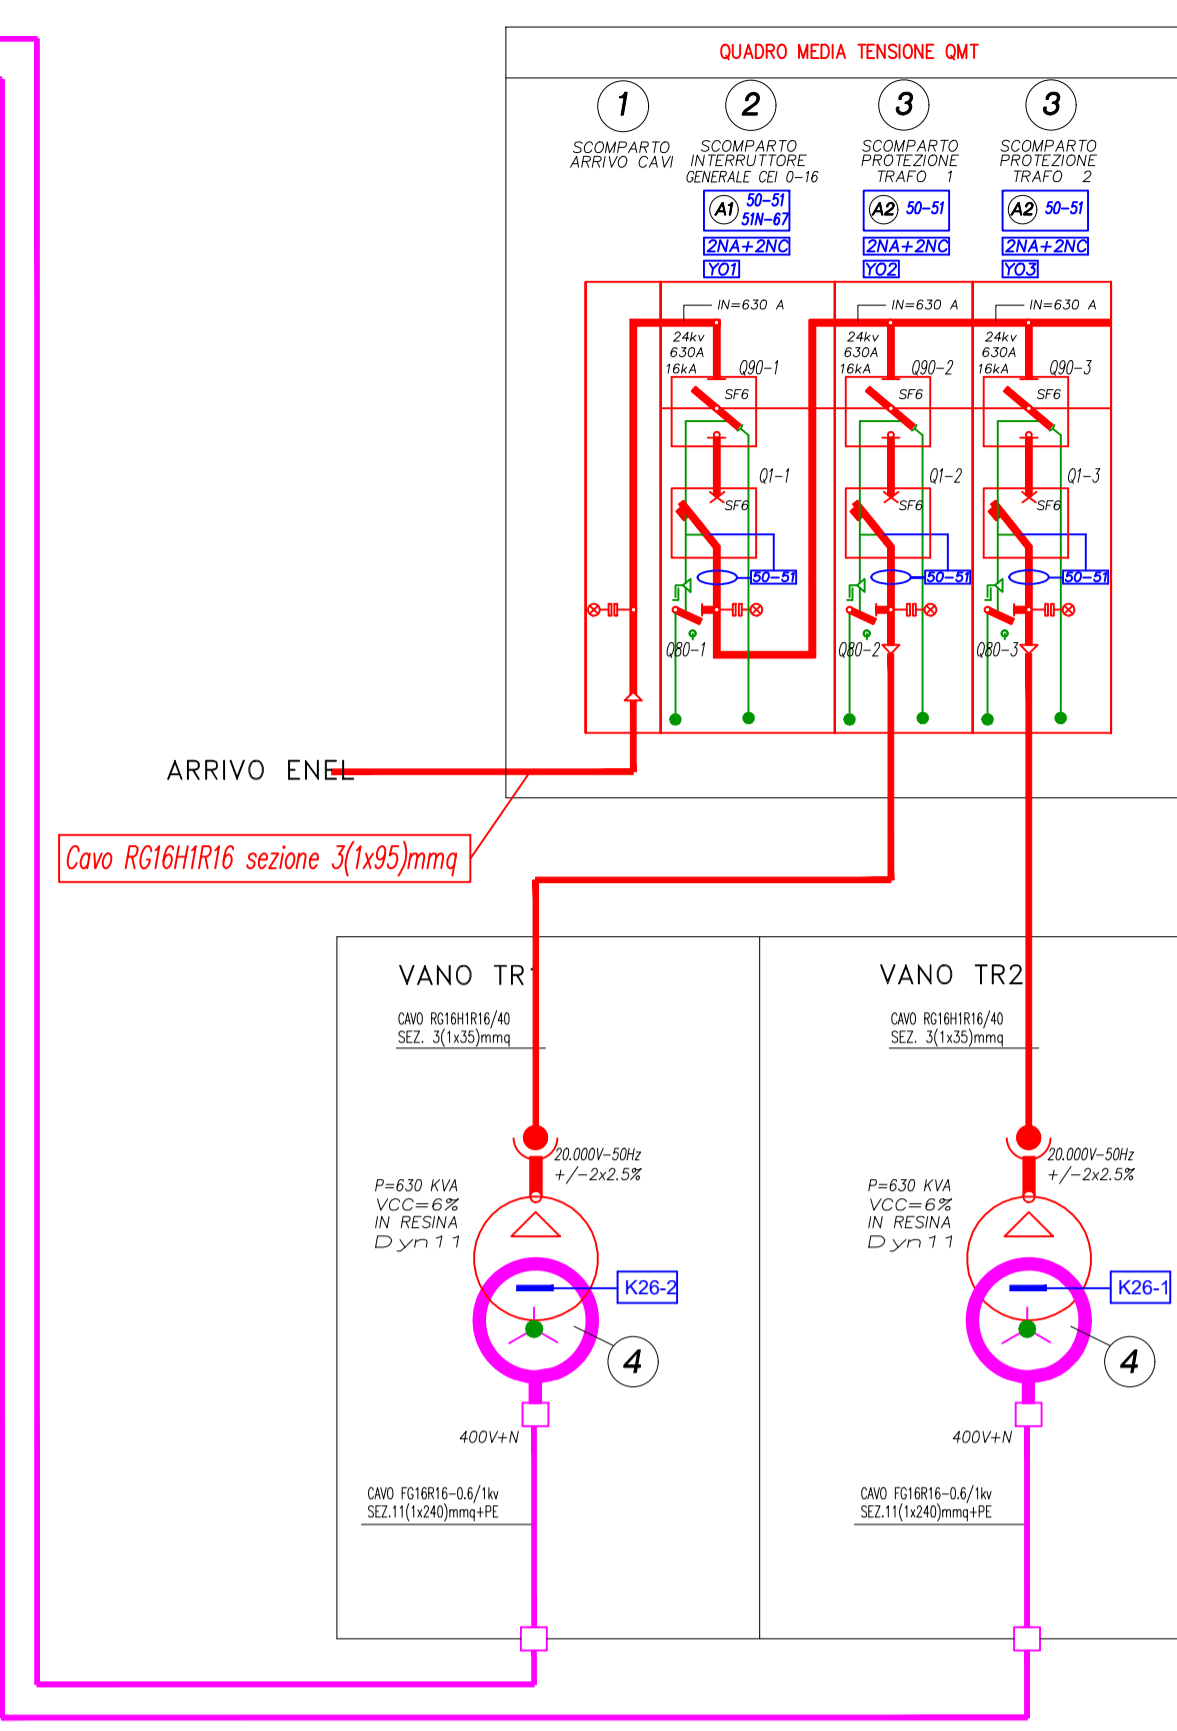 QUADRO MEDIA TENSIONE QMT
1
2
3
3
SCOMPARTO
ARRIVO CAVI
SCOMPARTO
INTERRUTTORE
GENERALE CEI 0-16
SCOMPARTO
PROTEZIONE
TRAFO 1
SCOMPARTO
PROTEZIONE
TRAFO 2
A1
50-51
51N-67
A2 50-51
A2 50-51
2NA+2NC
2NA+2NC
2NA+2NC
Y01
Y02
Y03
IN=630 A
IN=630 A
IN=630 A
24kv
630A
16kA
Q90-1
24kv
630A
16kA
Q90-2
24kv
630A
16kA
Q90-3
SF6
SF6
SF6
Q1-1
Q1-2
Q1-3
SF6
SF6
SF6
50-51
50-51
50-51
Q80-1
Q80-2
Q80-3
ARRIVO ENEL
Cavo RG16H1R16 sezione 3(1x95)mmq
VANO TR1
VANO TR2
CAVO RG16H1R16/40
SEZ. 3(1x35)mmq
CAVO RG16H1R16/40
SEZ. 3(1x35)mmq
20.000V-50Hz
+/-2x2.5%
20.000V-50Hz
+/-2x2.5%
P=630 KVA
VCC=6%
IN RESINA
Dyn11
P=630 KVA
VCC=6%
IN RESINA
Dyn11
K26-2
K26-1
4
4
400V+N
400V+N
CAVO FG16R16-0.6/1kv
SEZ.11(1x240)mmq+PE
CAVO FG16R16-0.6/1kv
SEZ.11(1x240)mmq+PE